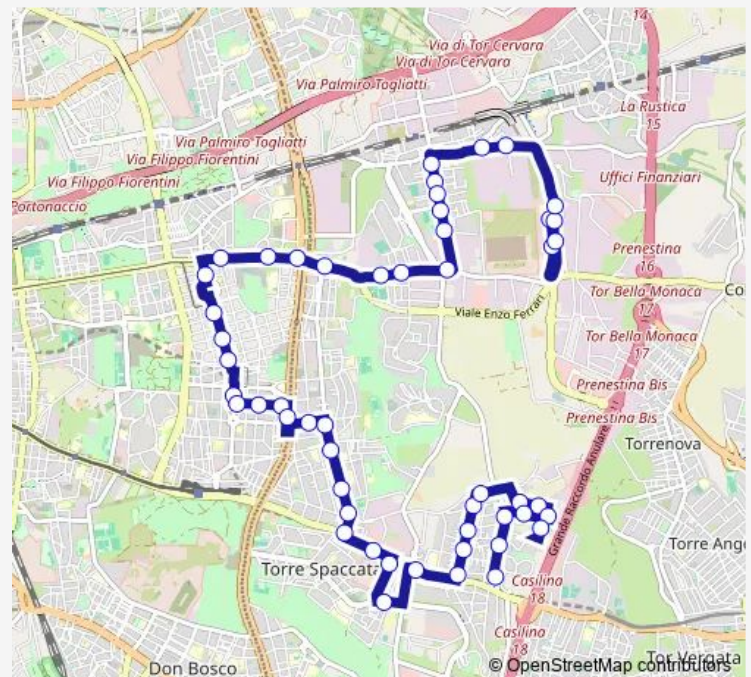 14
Via di Tor Cervara
Via di Tor Cervara
Via Palmiro Togliatti
La Rustica
15
Via Palmiro Togliatti
Via Filippo Fiorentini
Via Filippo Fiorentini
Uffici Finanziari
Portonaccio
Prenestina
16
Tor Bella Monaca
17
Co
Viale Enzo Ferrari
Tor Bella Monaca
17
Prenestina Bis
Prenestina Bis
Torrenova
Grande Raccordo Anulare
Torre Ange
Torre Spaccata
Casilina
18
Casilina
18
Tor Vergata
Don Bosco
© OpenStreetMap contributors